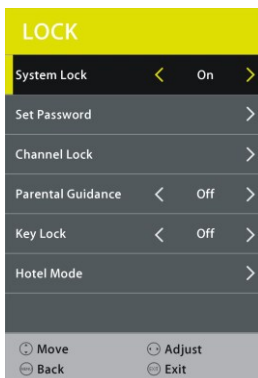 LOCK
System Lock < On >
Set Password >
Channel Lock >
Parental Guidance < Off >
Key Lock < Off >
Hotel Mode >
Move Adjust
Back Exit